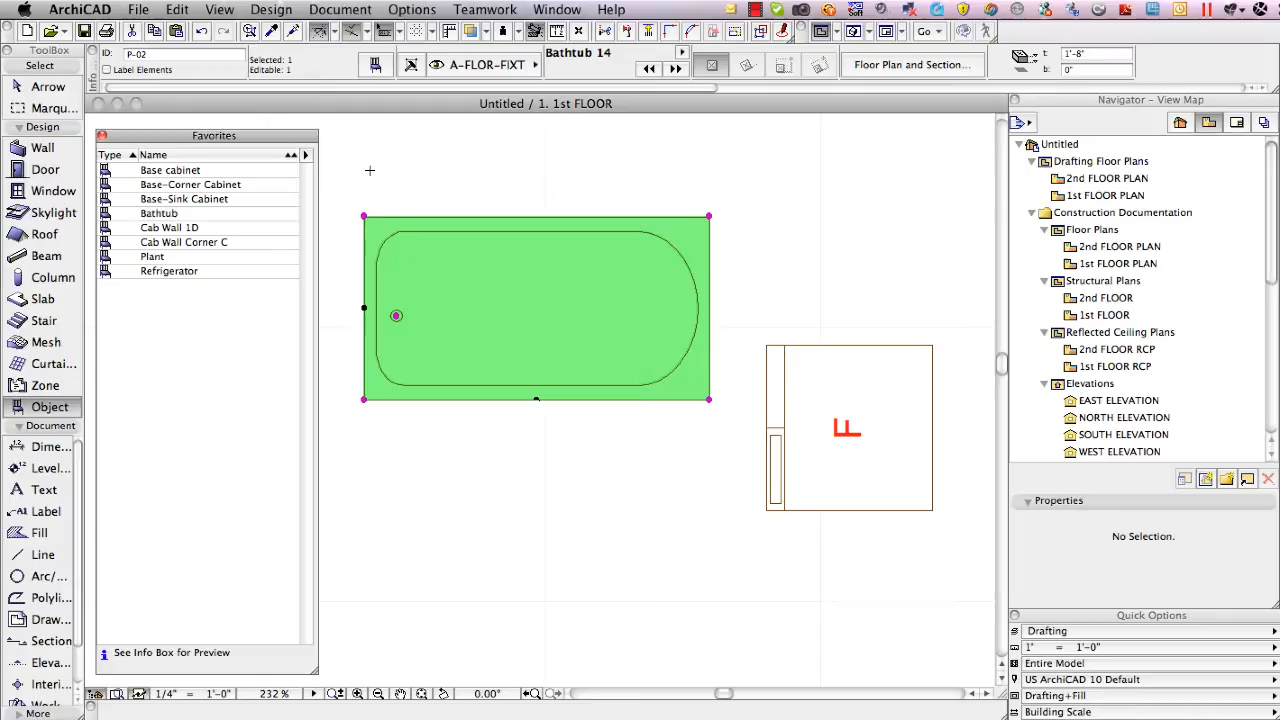 ArchiCAD File Edit View Design Document Options Teamwork Window Help
ToolBox
Select
Arrow
Marqu...
Design
Wall
Door
Window
Skylight
Roof
Beam
Column
Slab
Stair
Mesh
Curtai...
Zone
Object
Document
Dime...
Level...
Text
Label
Fill
Line
Arc/...
Polyli...
Draw...
Section
Eleva...
Interi...
More
Info
ID: P-02
Label Elements
Selected: 1
Editable: 1
A-FLOR-FIXT
Bathtub 14
Floor Plan and Section...
t: 1'-8"
b: 0"
Go
Untitled / 1. 1st FLOOR
Favorites
Type Name
Base cabinet
Base-Corner Cabinet
Base-Sink Cabinet
Bathtub
Cab Wall 1D
Cab Wall Corner C
Plant
Refrigerator
See Info Box for Preview
F
1/4" = 1'-0" 232 % 0.00°
Navigator - View Map
Untitled
Drafting Floor Plans
2nd FLOOR PLAN
1st FLOOR PLAN
Construction Documentation
Floor Plans
2nd FLOOR PLAN
1st FLOOR PLAN
Structural Plans
2nd FLOOR
1st FLOOR
Reflected Ceiling Plans
2nd FLOOR RCP
1st FLOOR RCP
Elevations
EAST ELEVATION
NORTH ELEVATION
SOUTH ELEVATION
WEST ELEVATION
Properties
No Selection.
Quick Options
Drafting
1' = 1'-0"
Entire Model
US ArchiCAD 10 Default
Drafting+Fill
Building Scale